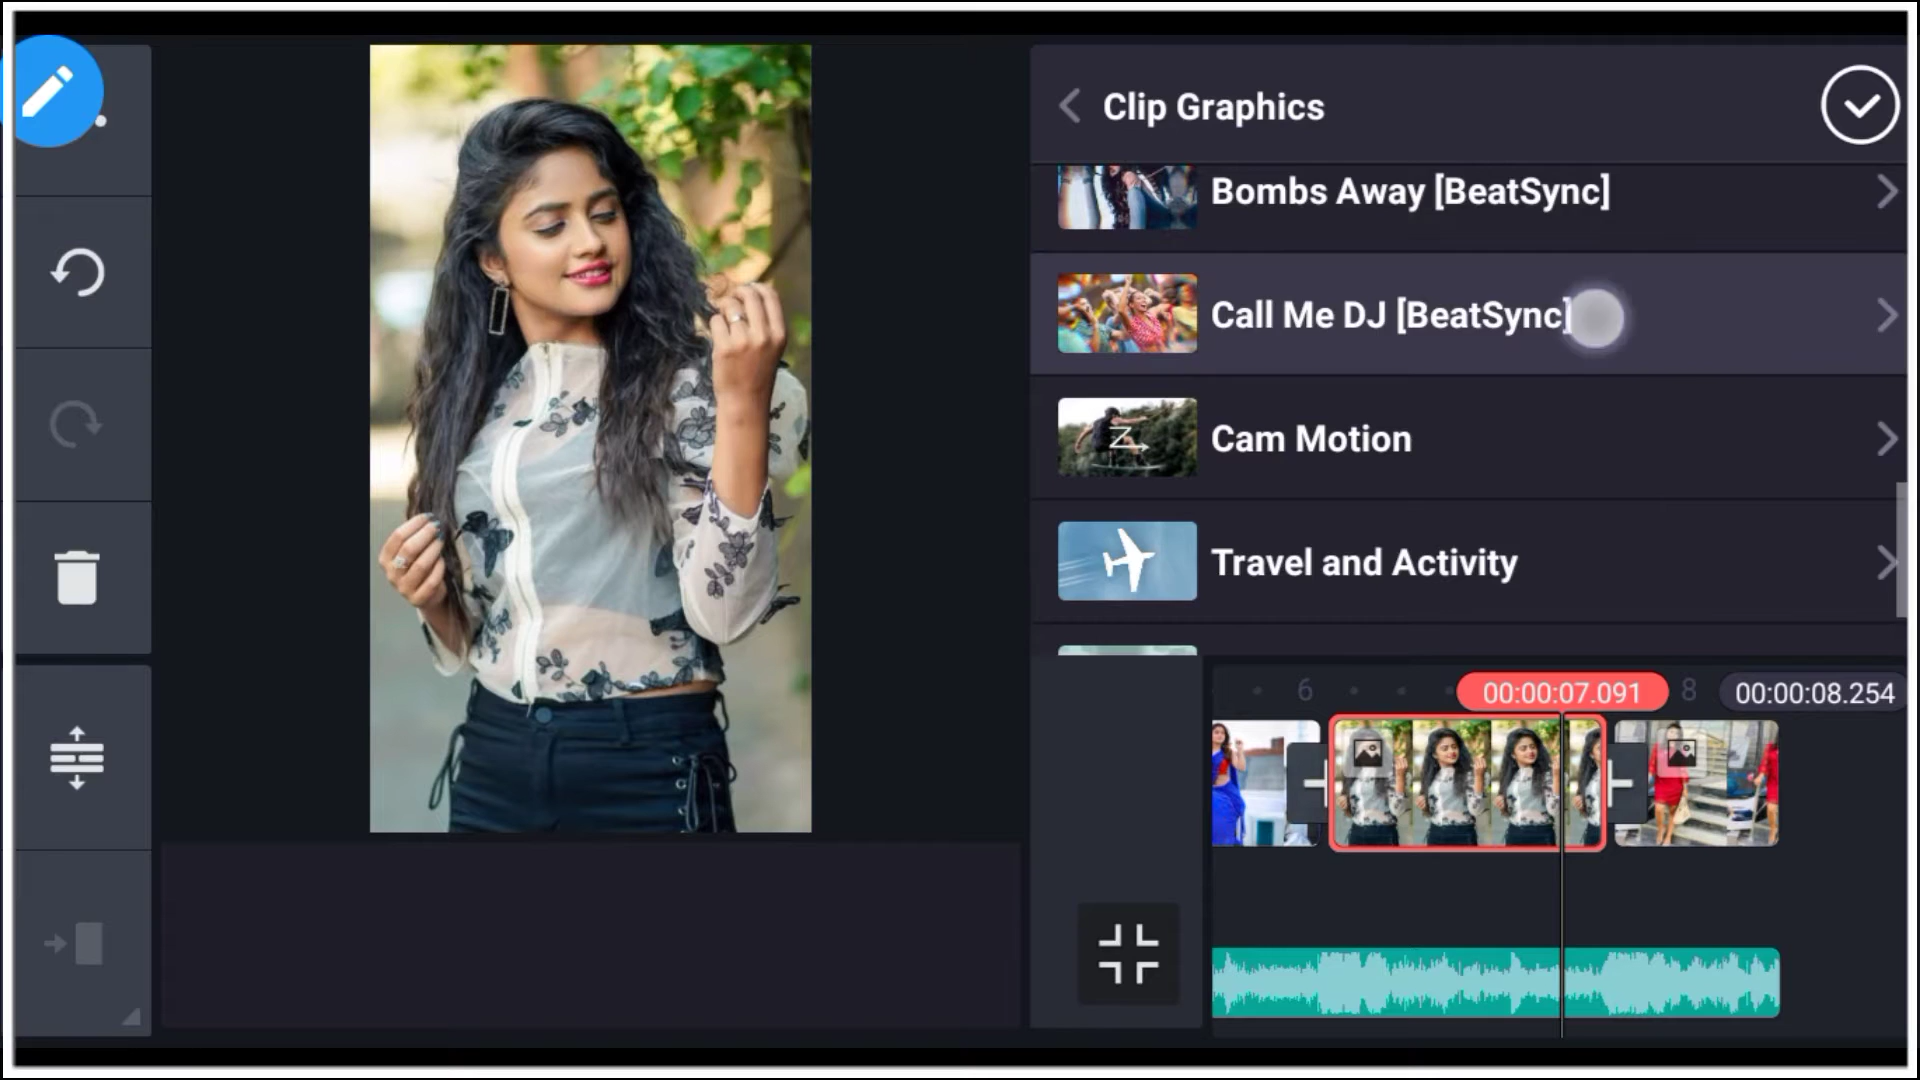 Clip Graphics
Bombs Away [BeatSync]
Call Me DJ [BeatSync]
Cam Motion
Travel and Activity
6
00:00:07.091
8
00:00:08.254